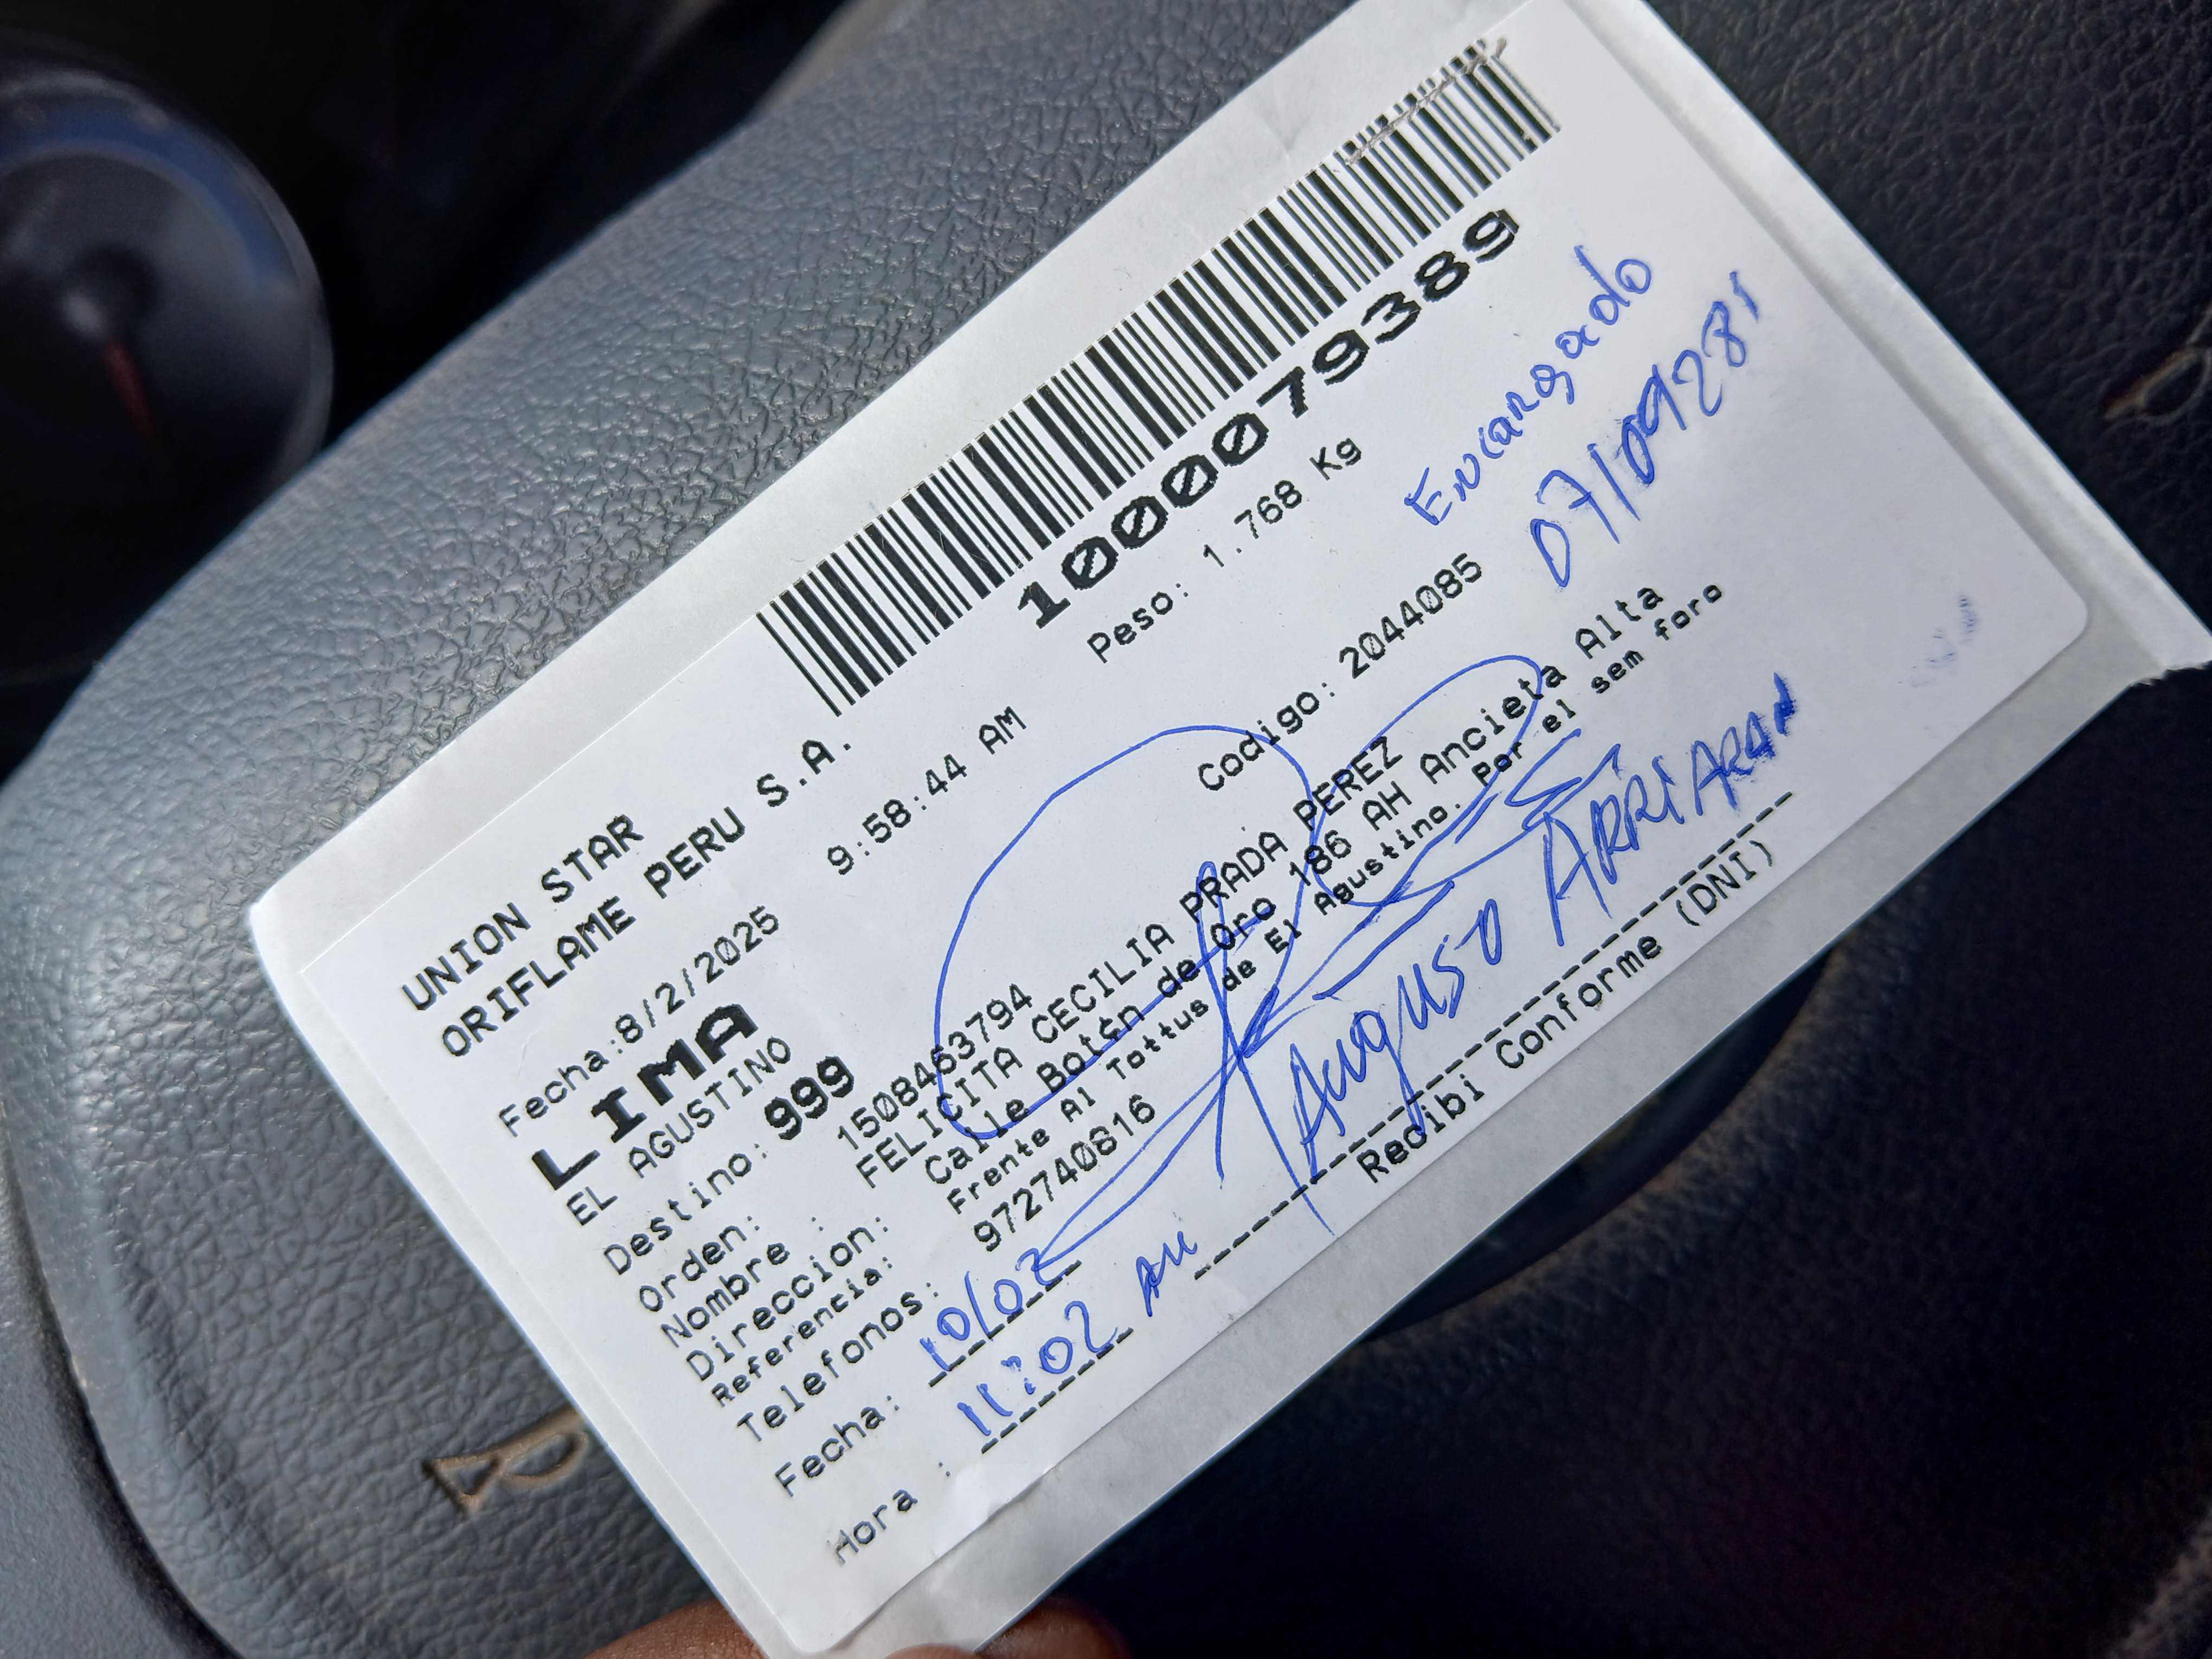 UNION STAR
ORIFLAME PERU S.A.
Fecha:8/2/2025 9:58:44 AM
10000079389
Peso: 1.768 Kg
LIMA
EL AGUSTINO
Destino: 999
Codigo: 2044085
Encargado
07109281
Orden: 1508463794
Nombre : FELICITA CECILIA PRADA PEREZ
Direccion: Calle Botón de Oro 186 AH Ancieta Alta
Referencia: Frente Al Tottus de El Agustino. Por el sem foro
Telefonos: 972740816
Fecha: 10/02
Hora : 11:02 AM
AUgUSO ARRiARAN
Recibi Conforme (DNI)